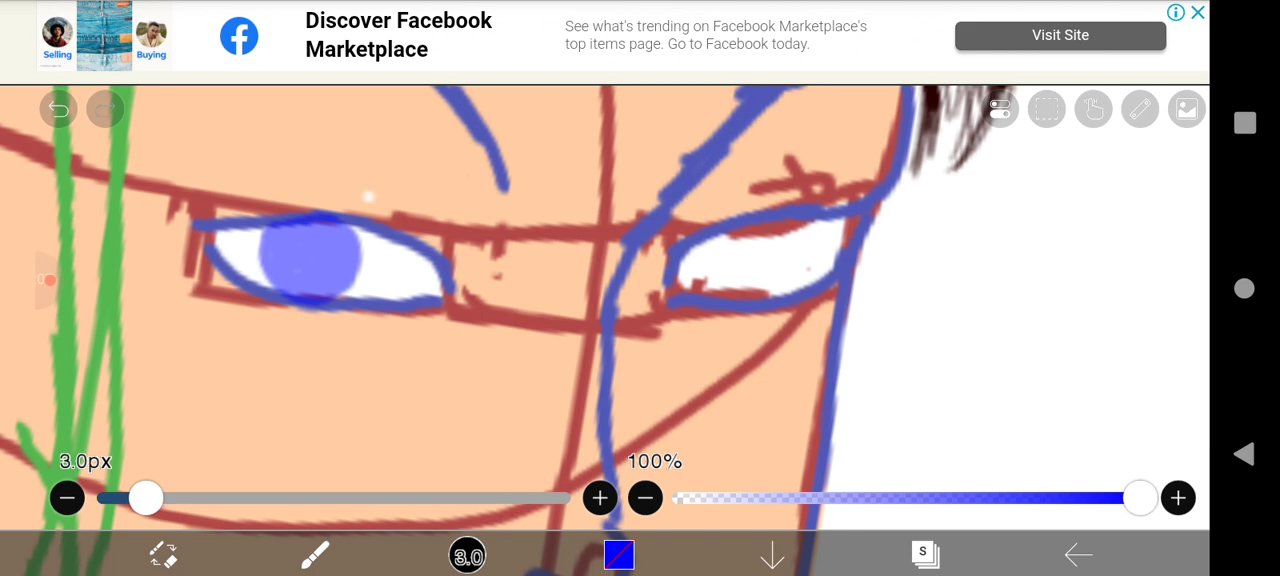 Discover Facebook
Marketplace
See what's trending on Facebook Marketplace's
top items page. Go to Facebook today.
Visit Site
Selling
Buying
3.0px
100%
3.0
S